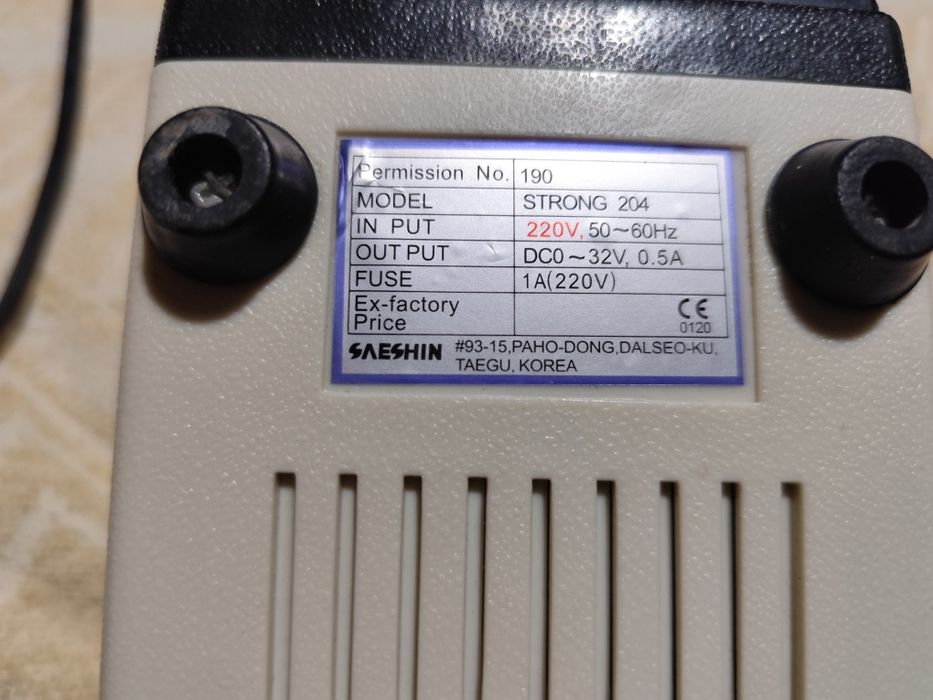 Permission No. 190
MODEL STRONG 204
IN PUT 220V, 50~60Hz
OUT PUT DC0~32V, 0.5A
FUSE 1A(220V)
Ex-factory
Price
CE
0120
SAESHIN #93-15,PAHO-DONG,DALSEO-KU,
TAEGU, KOREA